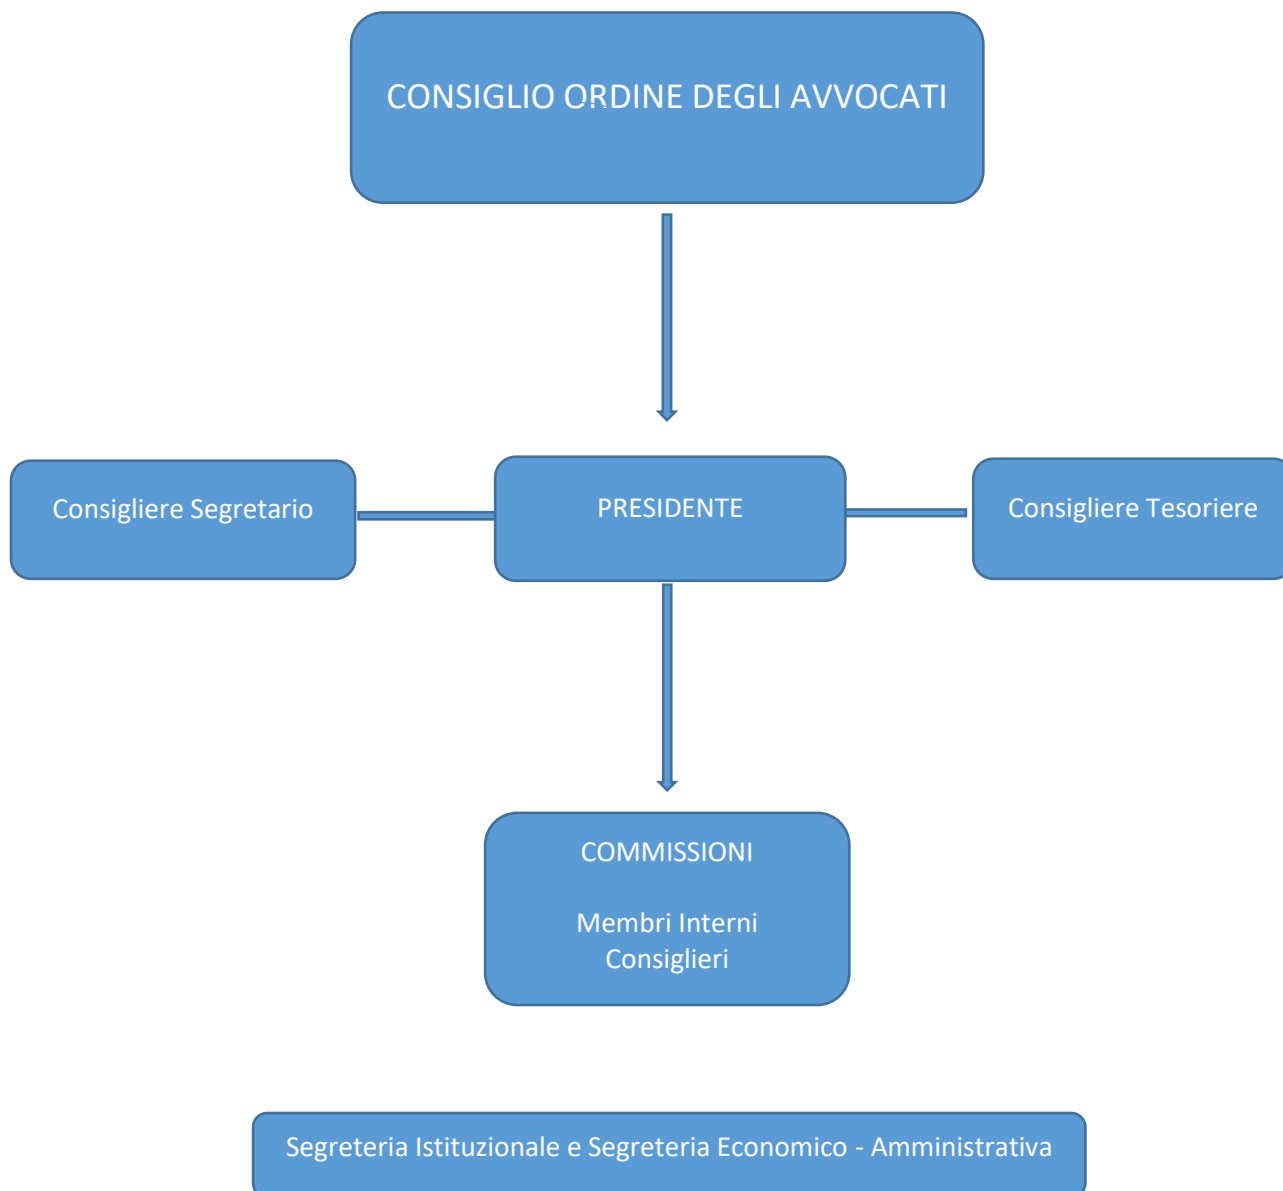 CONSIGLIO ORDINE DEGLI AVVOCATI
Consigliere Segretario
PRESIDENTE
Consigliere Tesoriere
COMMISSIONI
Membri Interni
Consiglieri
Segreteria Istituzionale e Segreteria Economico - Amministrativa